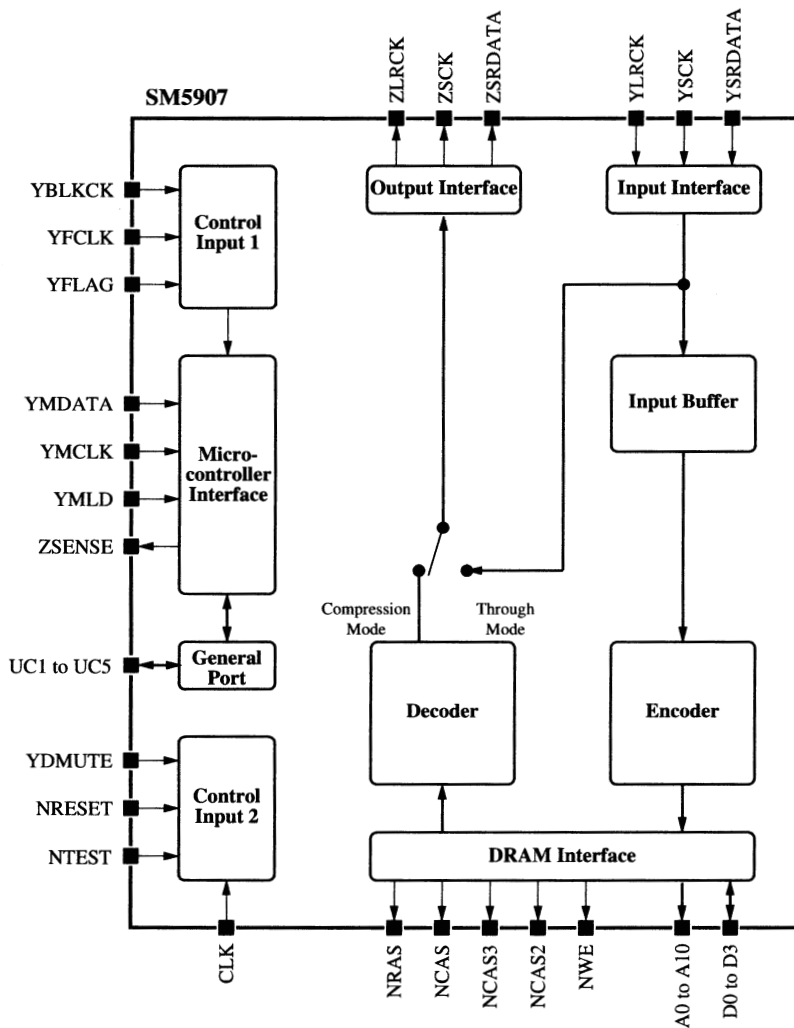 ZLRCK
ZSCK
ZSRDATA
YLRCK
YSCK
YSRDATA
SM5907
YBLKCK
YFCLK
YFLAG
Control
Input 1
Output Interface
Input Interface
YMDATA
YMCLK
YMLD
ZSENSE
Micro-
controller
Interface
Input Buffer
Compression
Mode
Through
Mode
UC1 to UC5
General
Port
Decoder
Encoder
YDMUTE
NRESET
NTEST
Control
Input 2
DRAM Interface
CLK
NRAS
NCAS
NCAS3
NCAS2
NWE
A0 to A10
D0 to D3